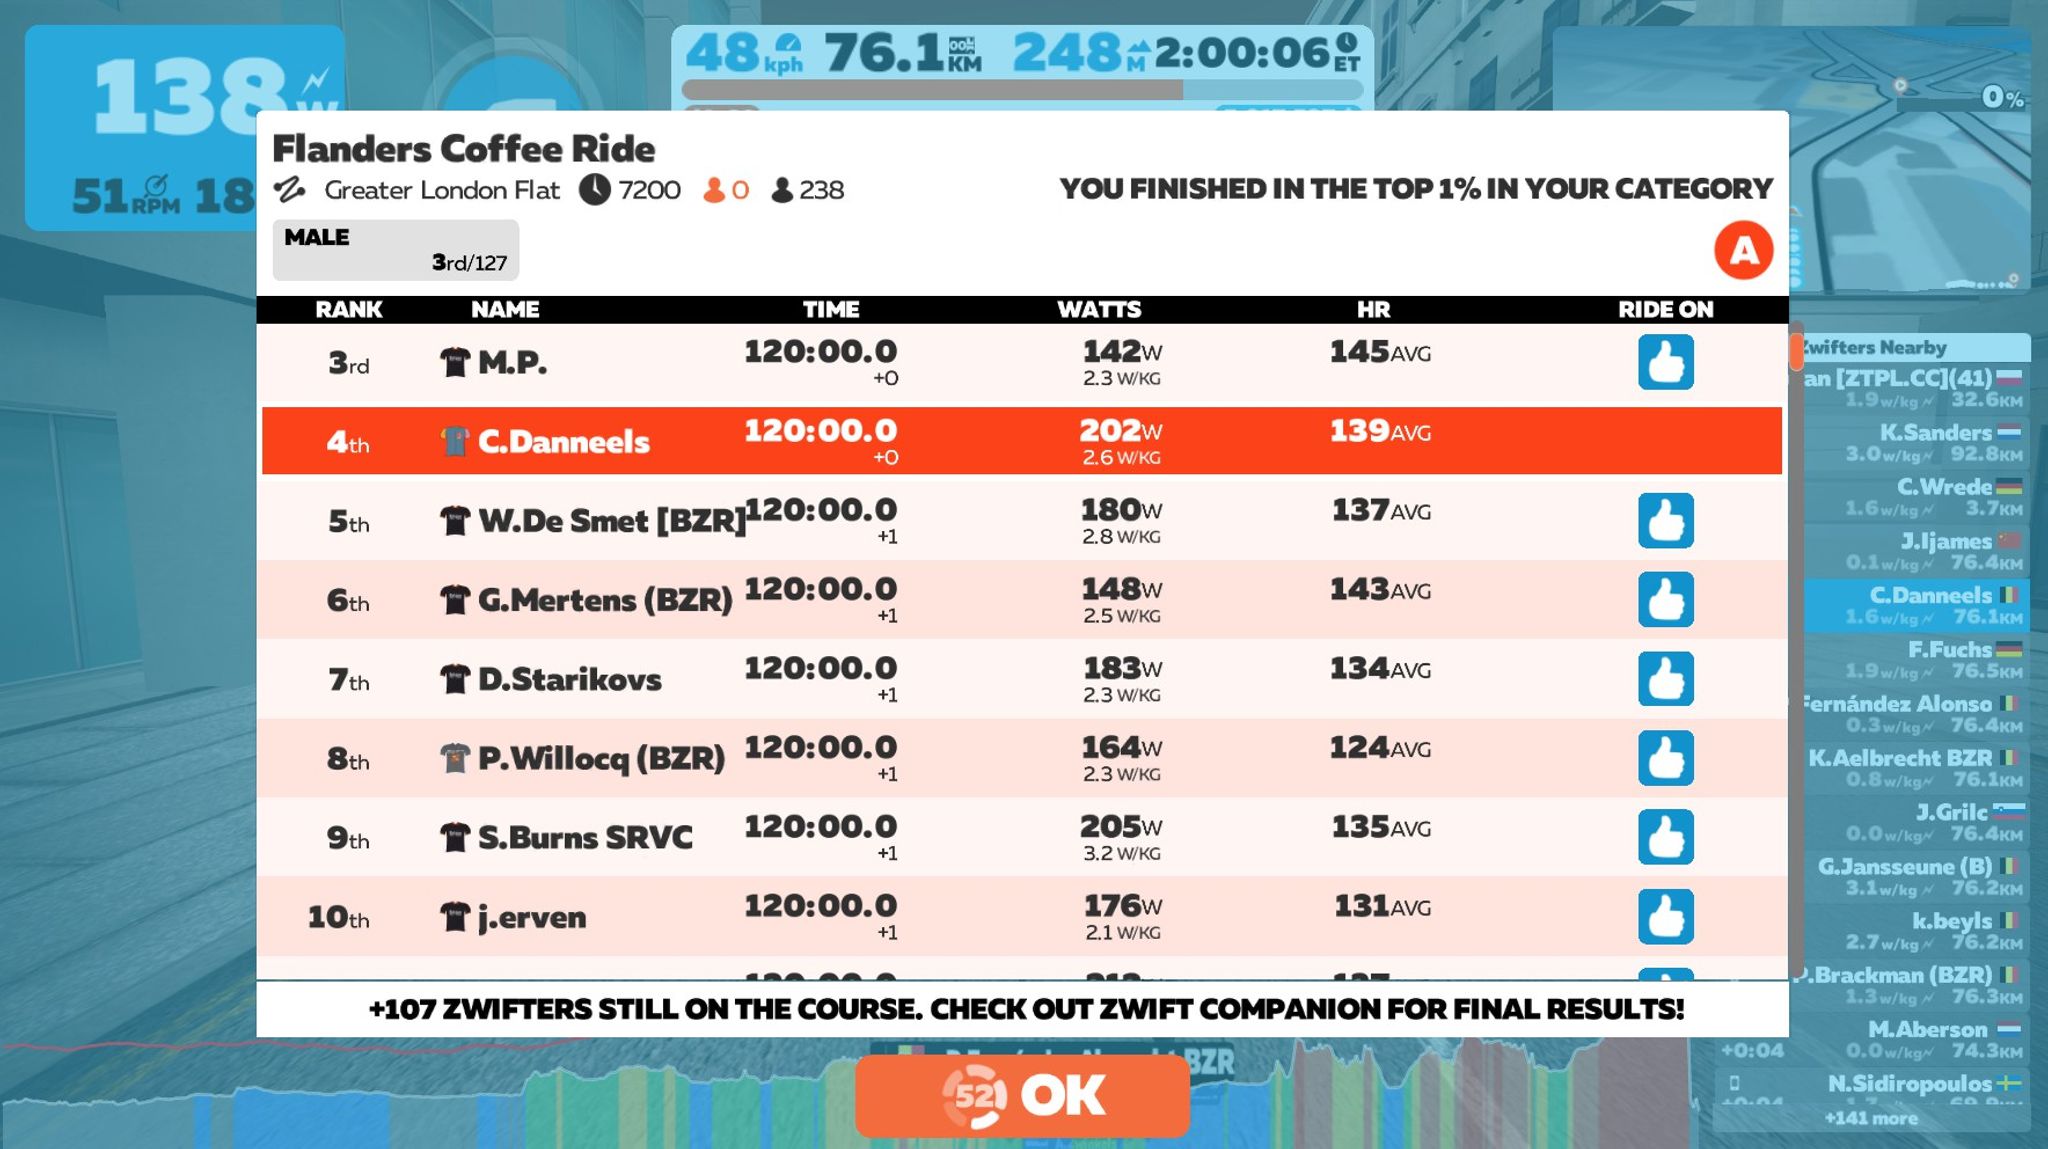 138 W
51 RPM 18
48 kph 76.1 KM 248 M 2:00:06 ET
0%
Flanders Coffee Ride
Greater London Flat 7200 0 238
YOU FINISHED IN THE TOP 1% IN YOUR CATEGORY
MALE
3rd/127
A
RANK NAME TIME WATTS HR RIDE ON
3rd M.P. 120:00.0 142W 145AVG
+0 2.3 W/KG
4th C.Danneels 120:00.0 202W 139AVG
+0 2.6 W/KG
5th W.De Smet [BZR] 120:00.0 180W 137AVG
+1 2.8 W/KG
6th G.Mertens (BZR) 120:00.0 148W 143AVG
+1 2.5 W/KG
7th D.Starikovs 120:00.0 183W 134AVG
+1 2.3 W/KG
8th P.Willocq (BZR) 120:00.0 164W 124AVG
+1 2.3 W/KG
9th S.Burns SRVC 120:00.0 205W 135AVG
+1 3.2 W/KG
10th j.erven 120:00.0 176W 131AVG
+1 2.1 W/KG
+107 ZWIFTERS STILL ON THE COURSE. CHECK OUT ZWIFT COMPANION FOR FINAL RESULTS!
BZR
52 OK
Zwifters Nearby
an [ZTPL.CC](41)
1.9w/kg 32.6KM
K.Sanders
3.0w/kg 92.8KM
C.Wrede
1.6w/kg 3.7KM
J.Ijames
0.1w/kg 76.4KM
C.Danneels
1.6w/kg 76.1KM
F.Fuchs
1.9w/kg 76.5KM
Fernández Alonso
0.3w/kg 76.4KM
K.Aelbrecht BZR
0.8w/kg 76.1KM
J.Grilc
0.0w/kg 76.4KM
G.Jansseune (B)
3.1w/kg 76.2KM
k.beyls
2.7w/kg 76.2KM
P.Brackman (BZR)
1.3w/kg 76.3KM
M.Aberson
+0:04 0.0w/kg 74.3KM
N.Sidiropoulos
+141 more